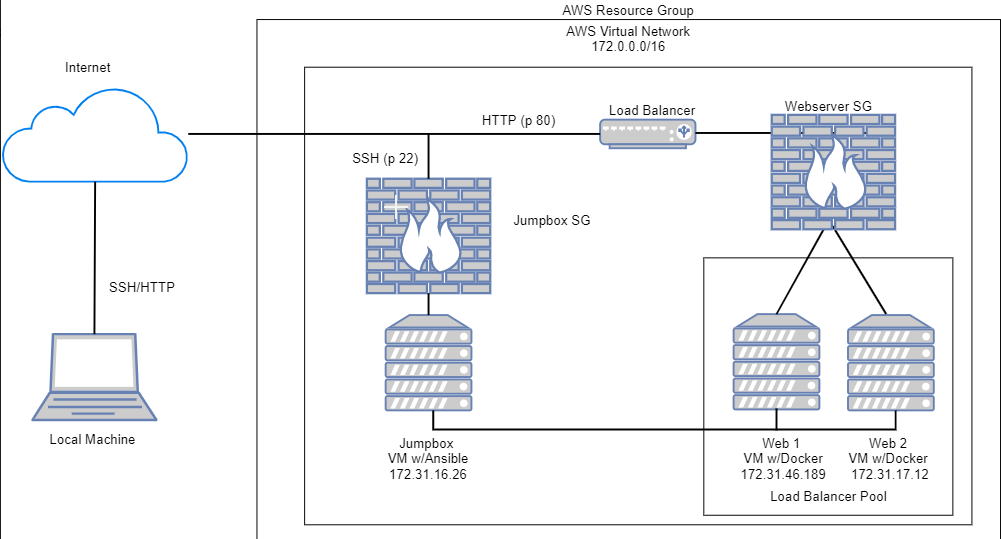 AWS Resource Group
AWS Virtual Network
172.0.0.0/16
Internet
Load Balancer
Webserver SG
HTTP (p 80)
SSH (p 22)
Jumpbox SG
SSH/HTTP
Local Machine
Jumpbox
VM w/Ansible
172.31.16.26
Web 1
VM w/Docker
172.31.46.189
Web 2
VM w/Docker
172.31.17.12
Load Balancer Pool